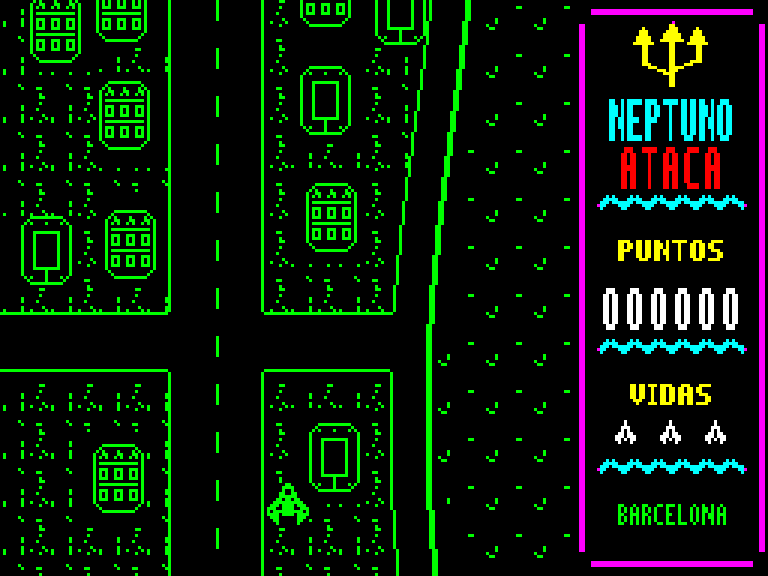 NEPTUNO
ATACA
PUNTOS
000000
VIDAS
BARCELONA